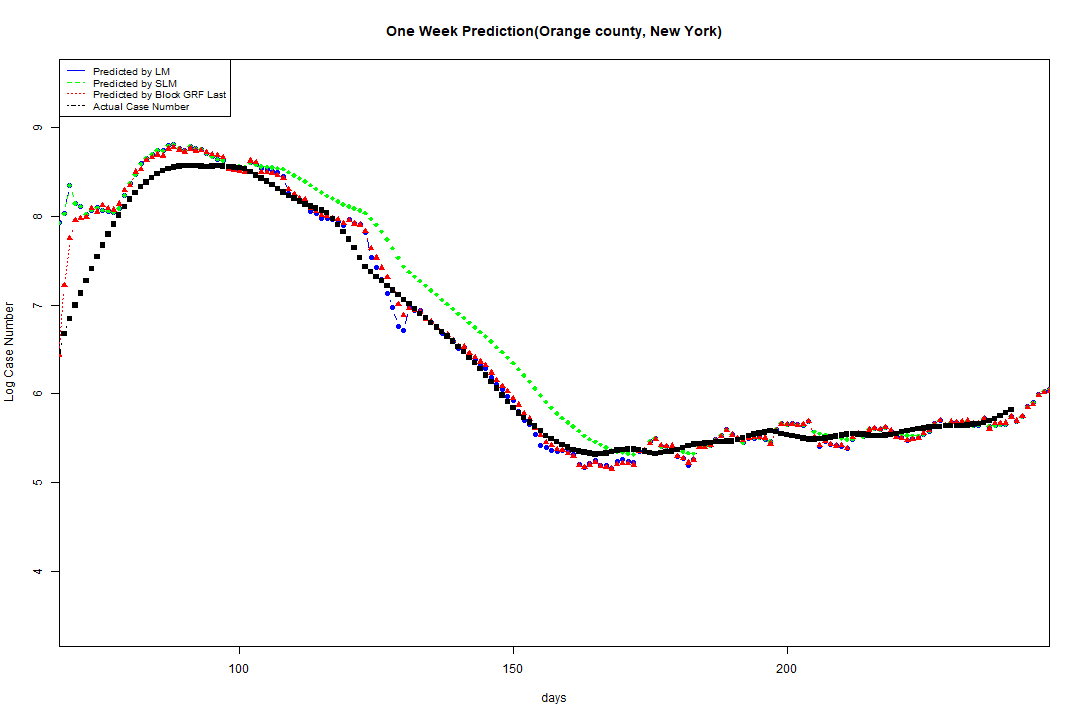 One Week Prediction(Orange county, New York)
Predicted by LM
Predicted by SLM
Predicted by Block GRF Last
Actual Case Number
Log Case Number
9
8
7
6
5
4
100 150 200
days